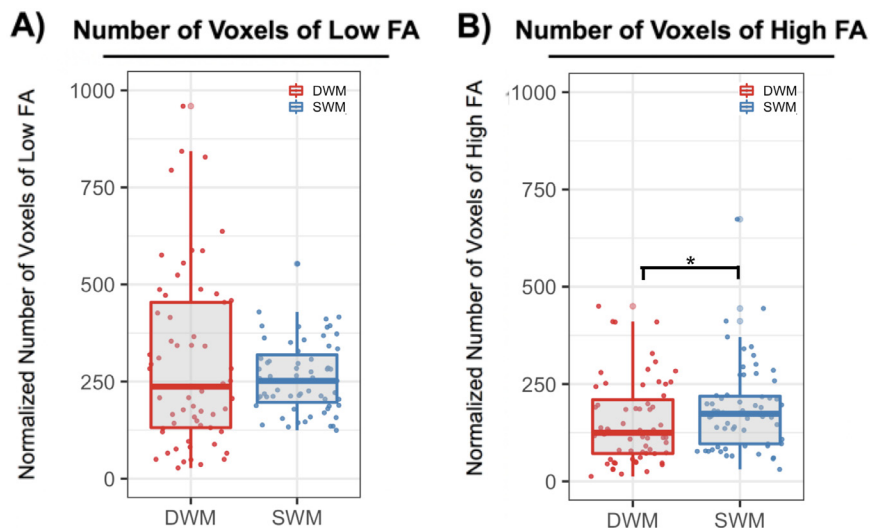 A) Number of Voxels of Low FA
Normalized Number of Voxels of Low FA
1000
750
500
250
0
DWM
SWM
DWM SWM
B) Number of Voxels of High FA
Normalized Number of Voxels of High FA
1000
750
500
250
0
DWM
SWM
*
DWM SWM